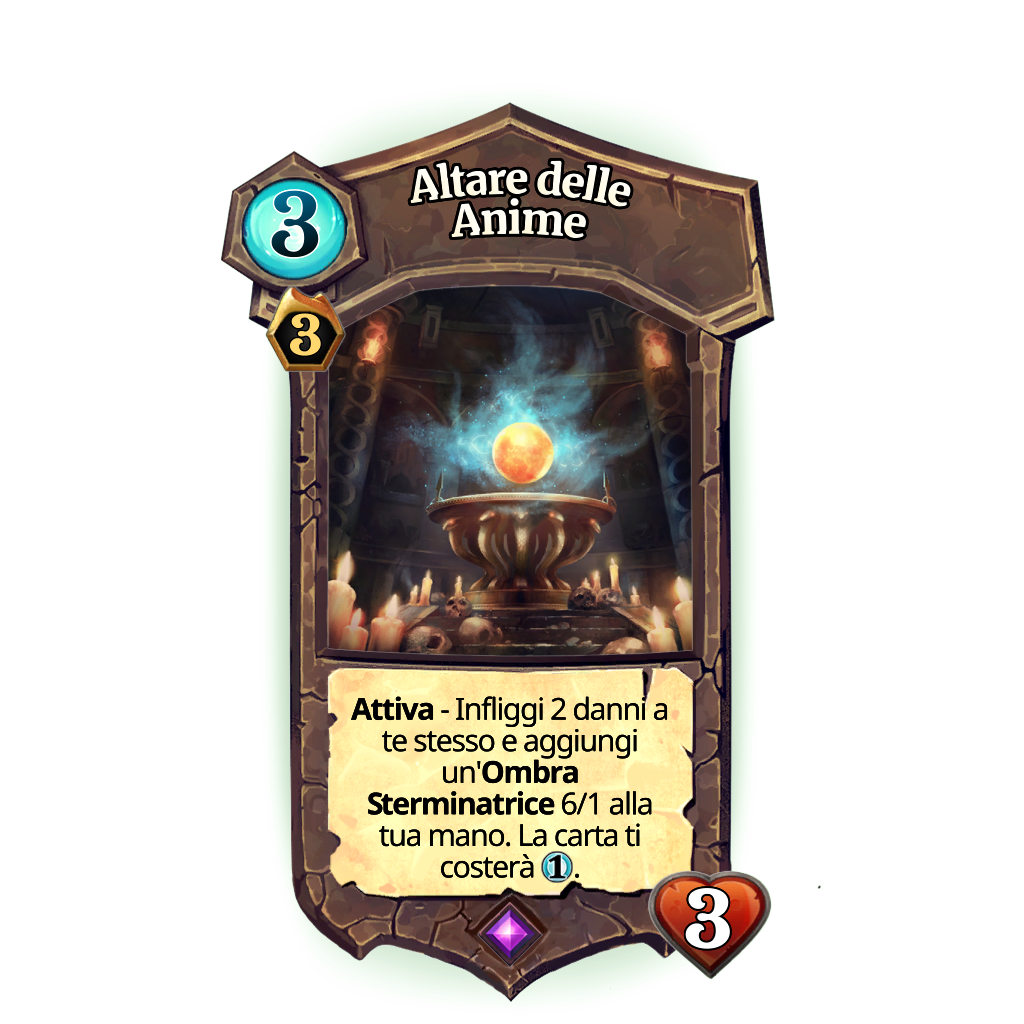 Altare delle
Anime
3
3
Attiva - Infliggi 2 danni a
te stesso e aggiungi
un'Ombra
Sterminatrice 6/1 alla
tua mano. La carta ti
costerà 1.
3